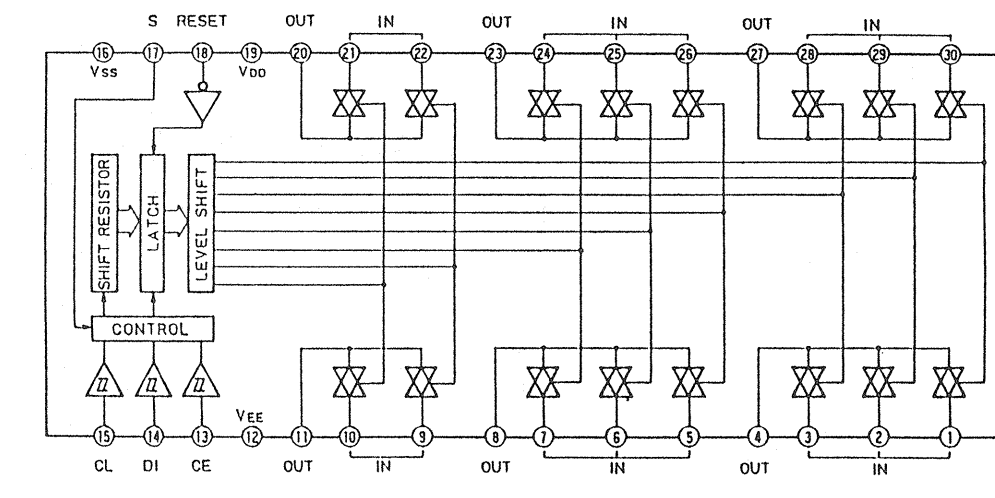 S RESET OUT IN OUT IN OUT IN
16 17 18 19 20 21 22 23 24 25 26 27 28 29 30
VSS VDD
SHIFT RESISTOR
LATCH
LEVEL SHIFT
CONTROL
VEE
15 14 13 12 11 10 9 8 7 6 5 4 3 2 1
CL DI CE OUT IN OUT IN OUT IN